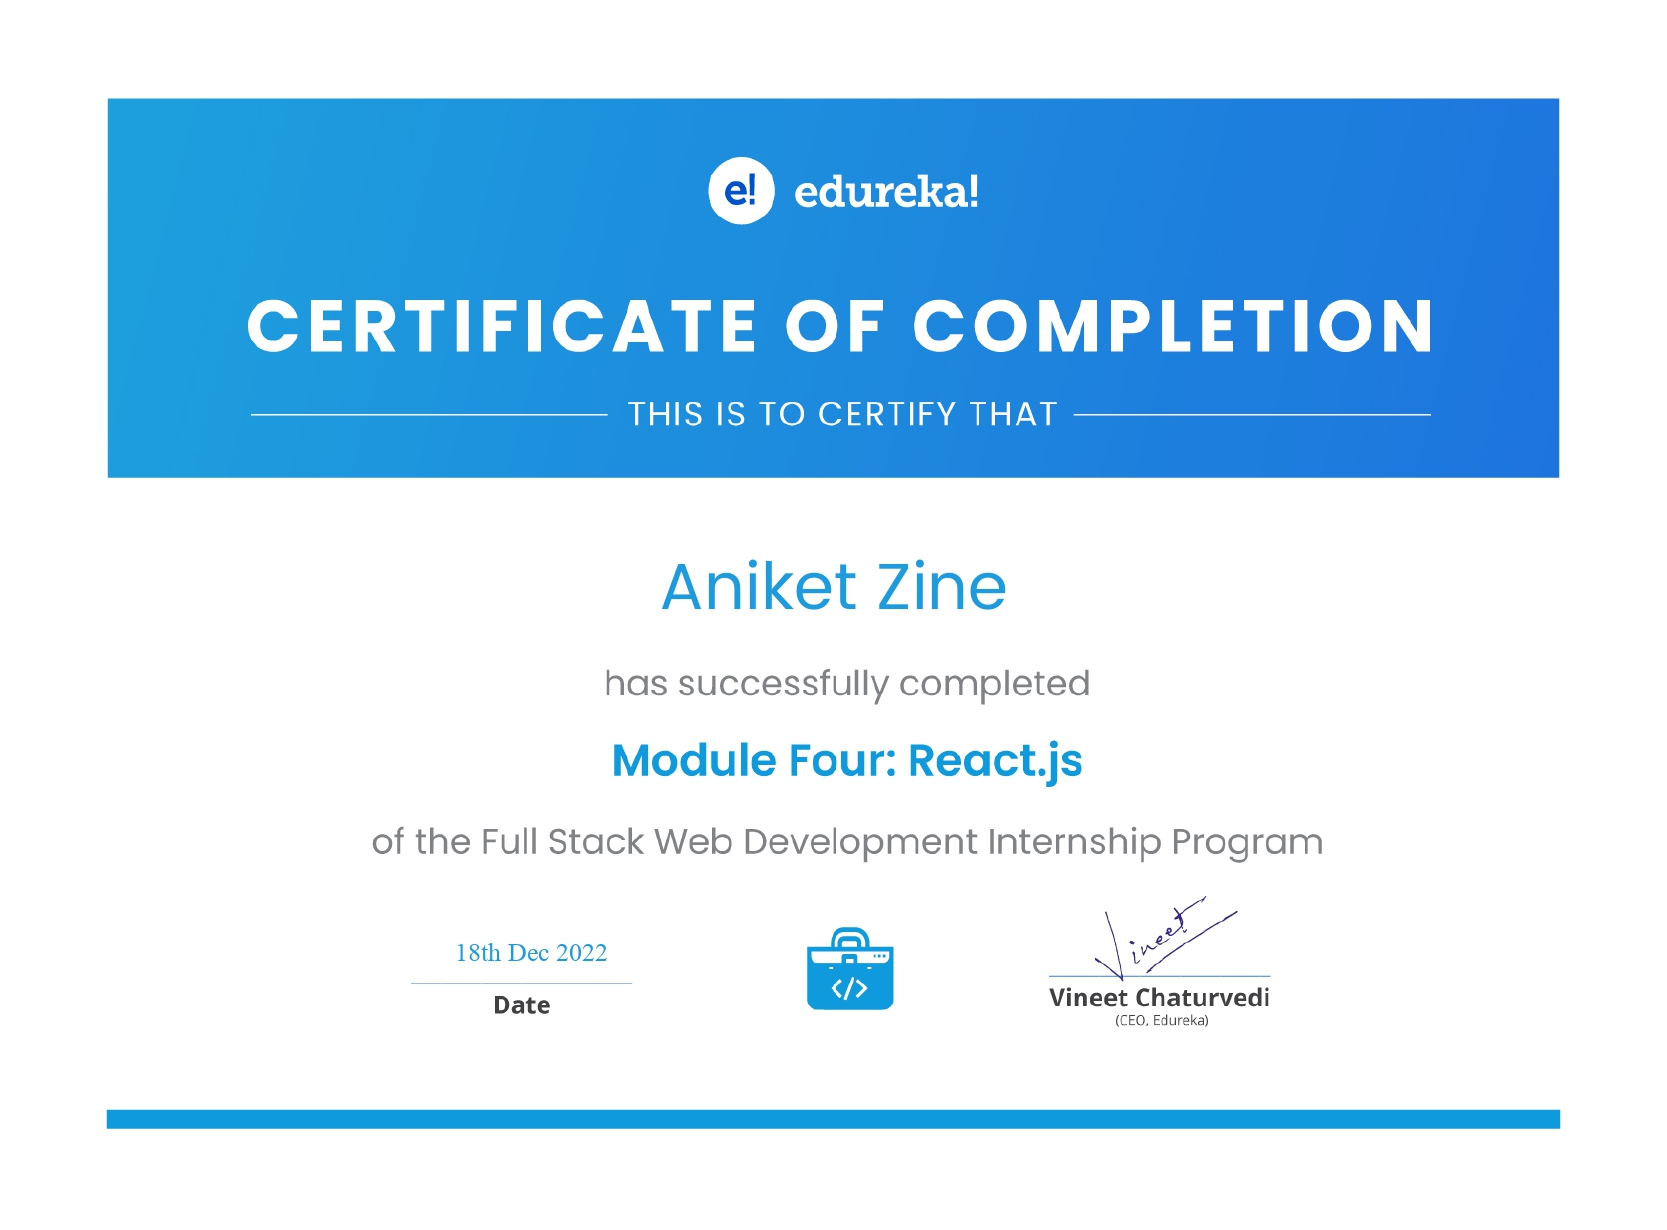 e! edureka!
CERTIFICATE OF COMPLETION
THIS IS TO CERTIFY THAT
Aniket Zine
has successfully completed
Module Four: React.js
of the Full Stack Web Development Internship Program
18th Dec 2022
Date
</>
Vineet
Vineet Chaturvedi
(CEO, Edureka)